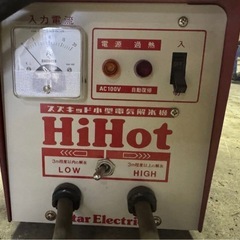 入力電流
電源 過熱 入
AC100V 自動復帰
スズキッド小型電気解氷機
HiHot
LOW HIGH
Star Electric